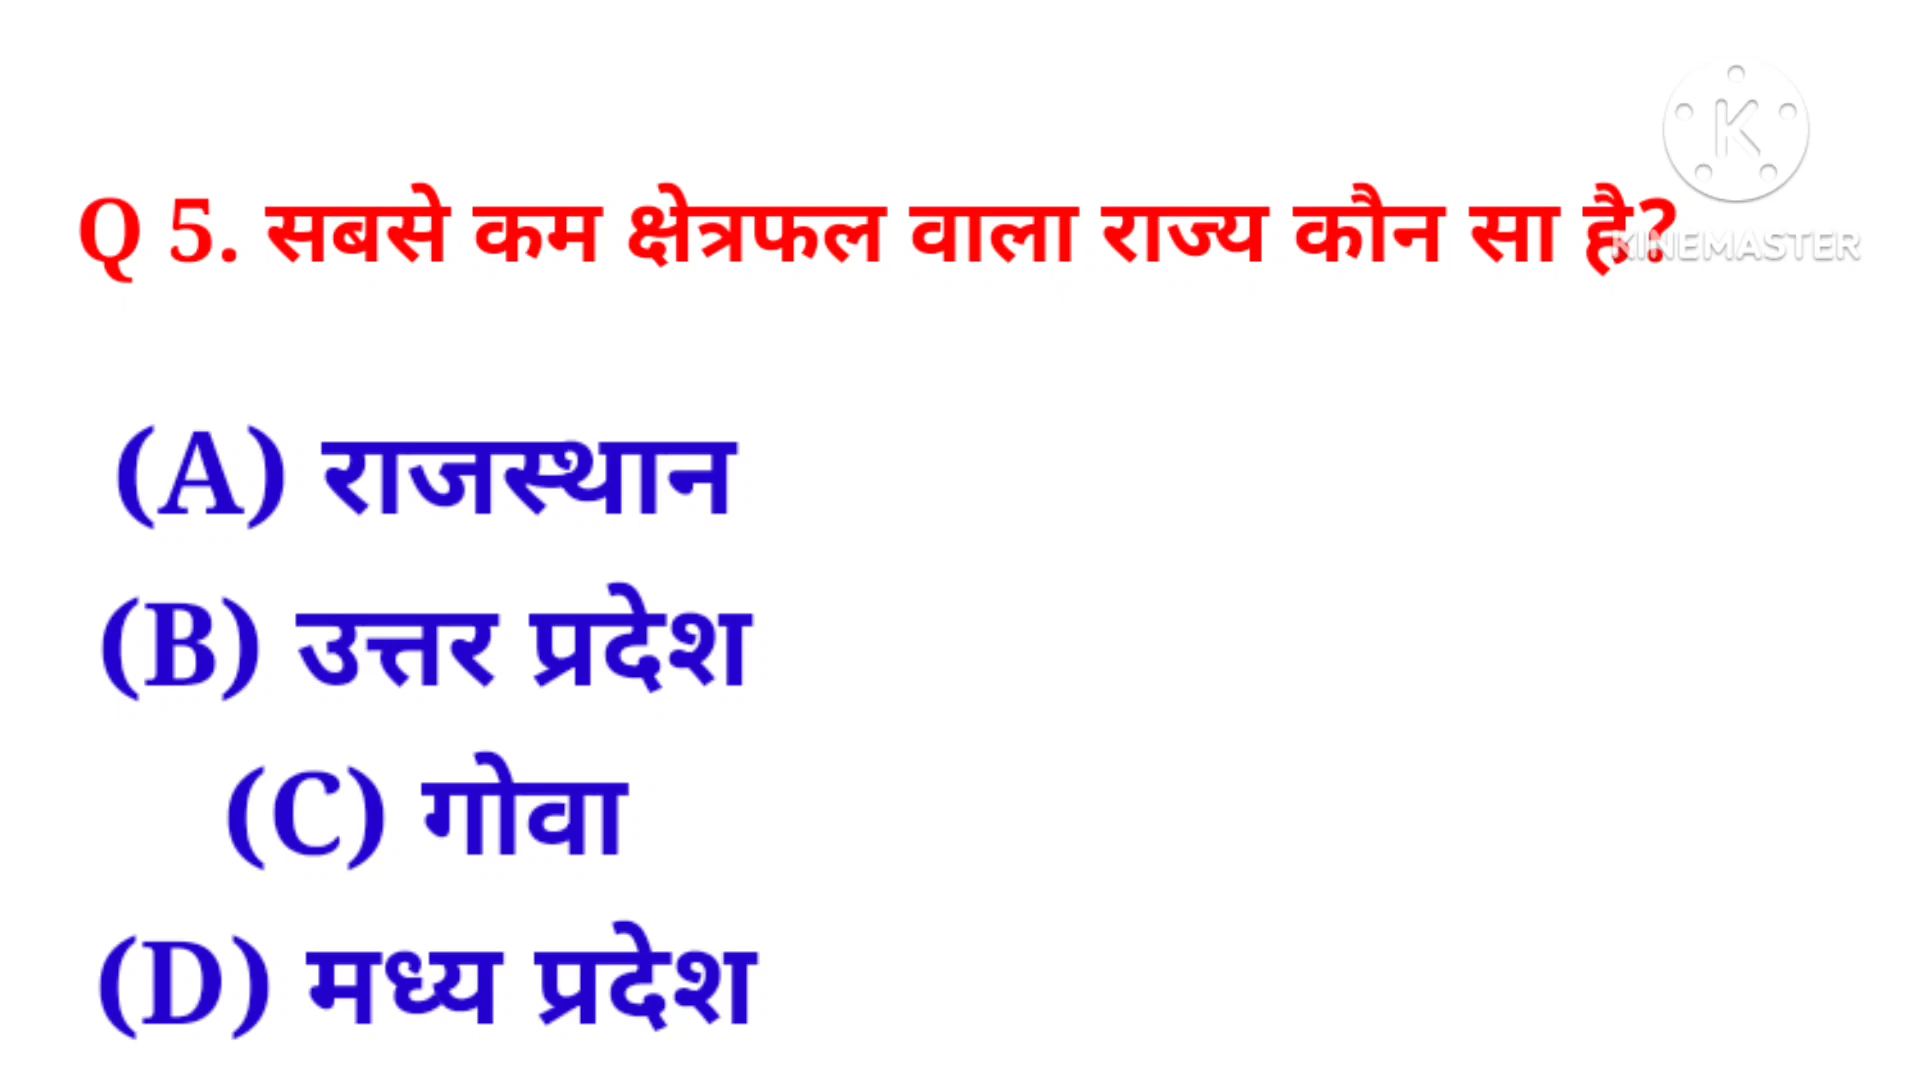 Q 5. सबसे कम क्षेत्रफल वाला राज्य कौन सा है?
KINEMASTER
(A) राजस्थान
(B) उत्तर प्रदेश
(C) गोवा
(D) मध्य प्रदेश